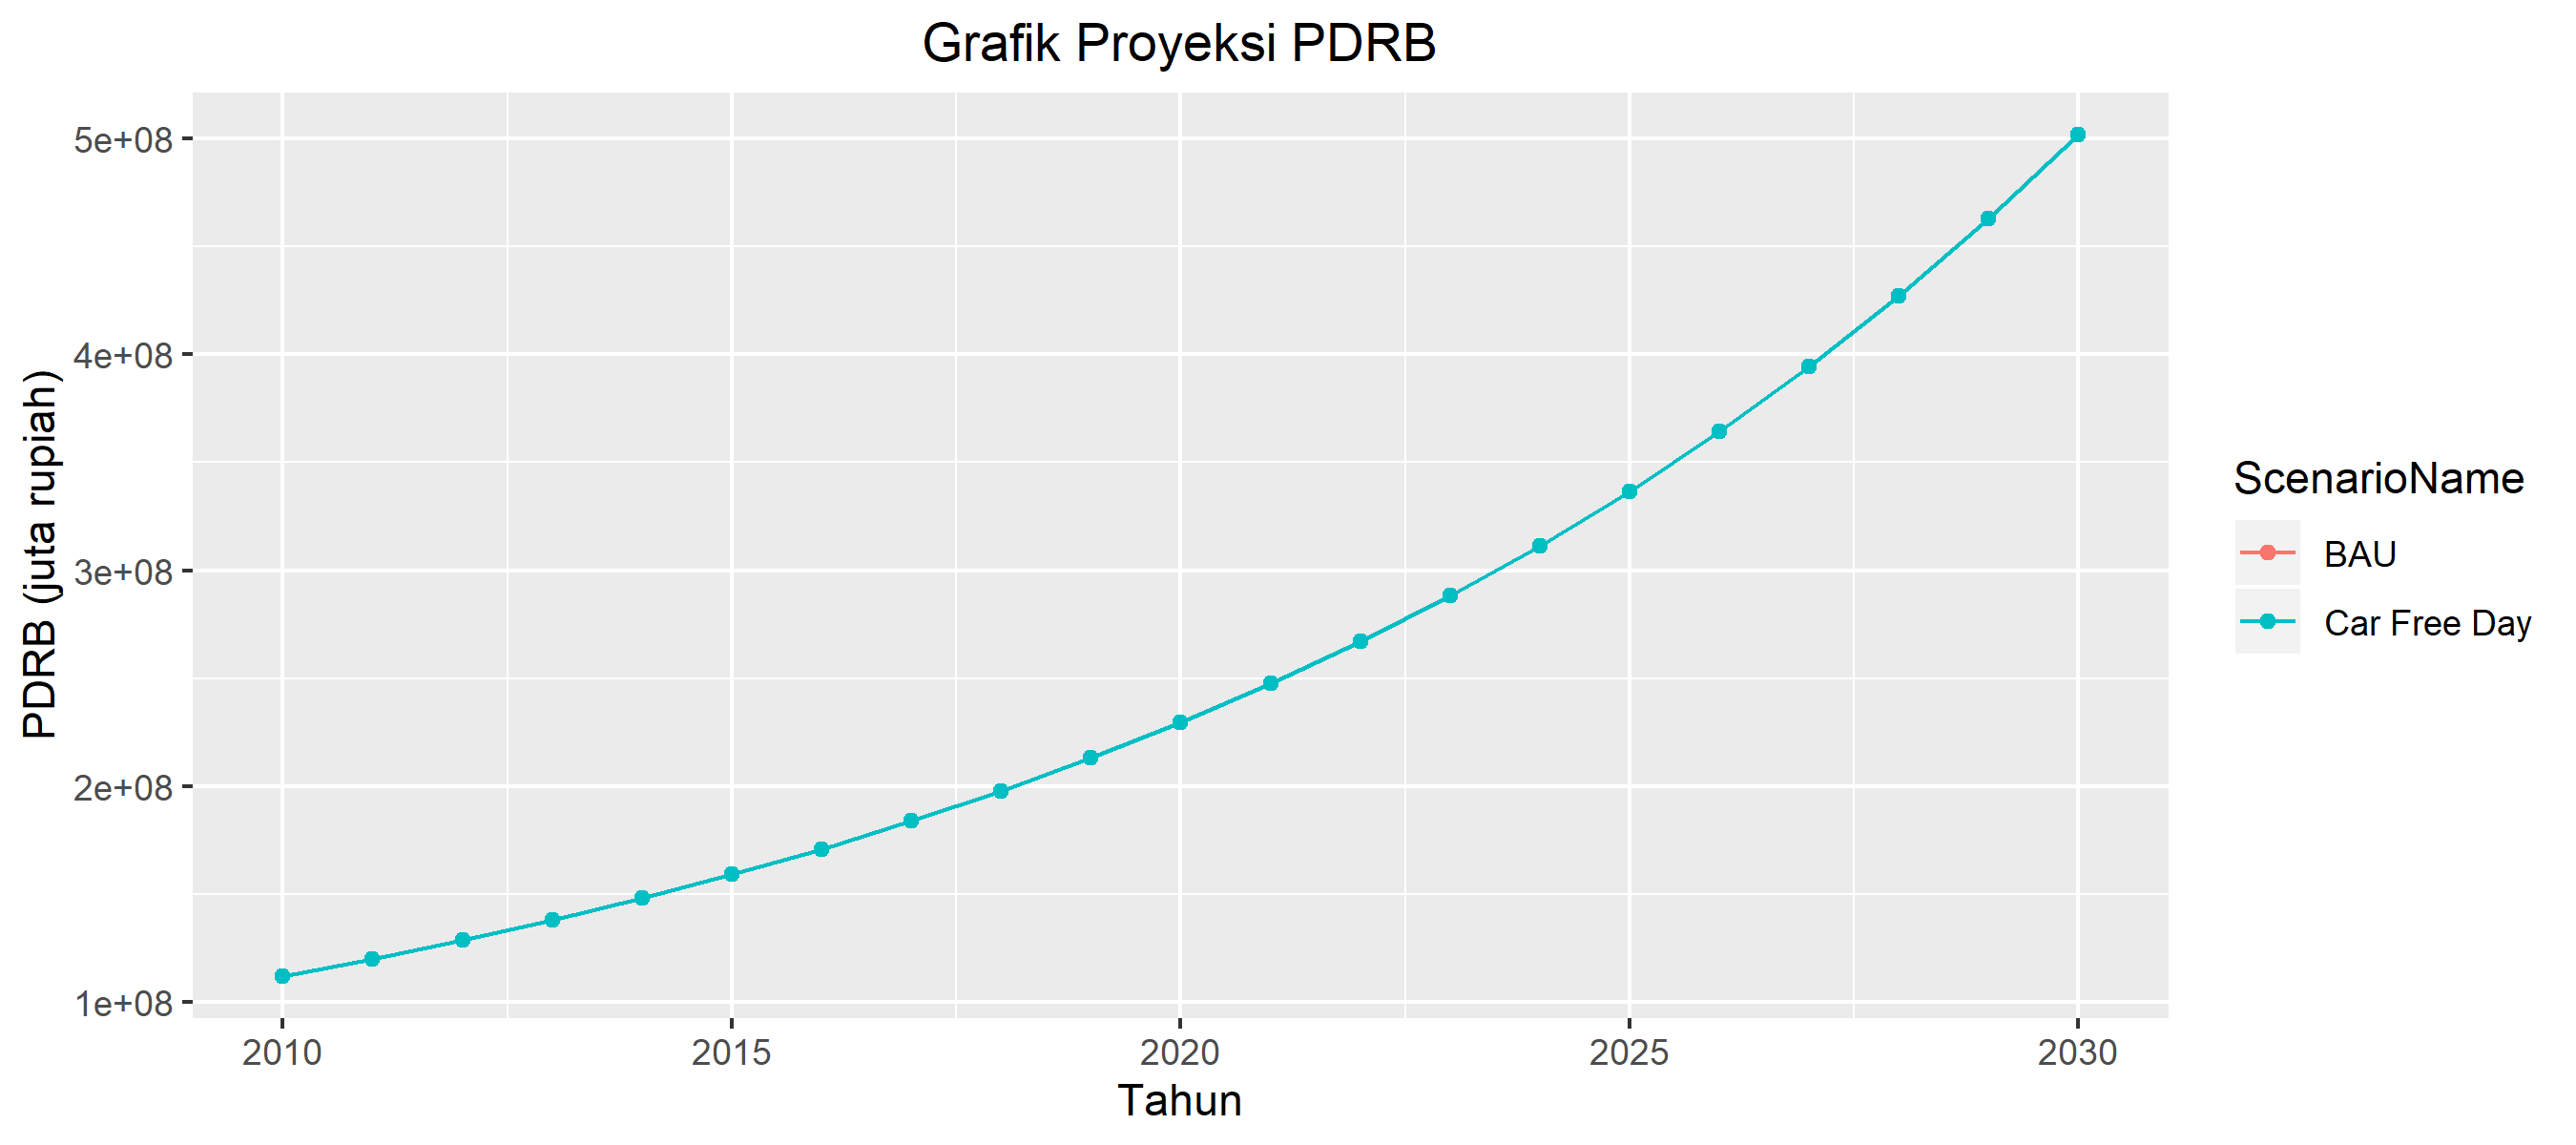 Grafik Proyeksi PDRB
PDRB (juta rupiah)
5e+08
4e+08
3e+08
2e+08
1e+08
2010 2015 2020 2025 2030
Tahun
ScenarioName
BAU
Car Free Day